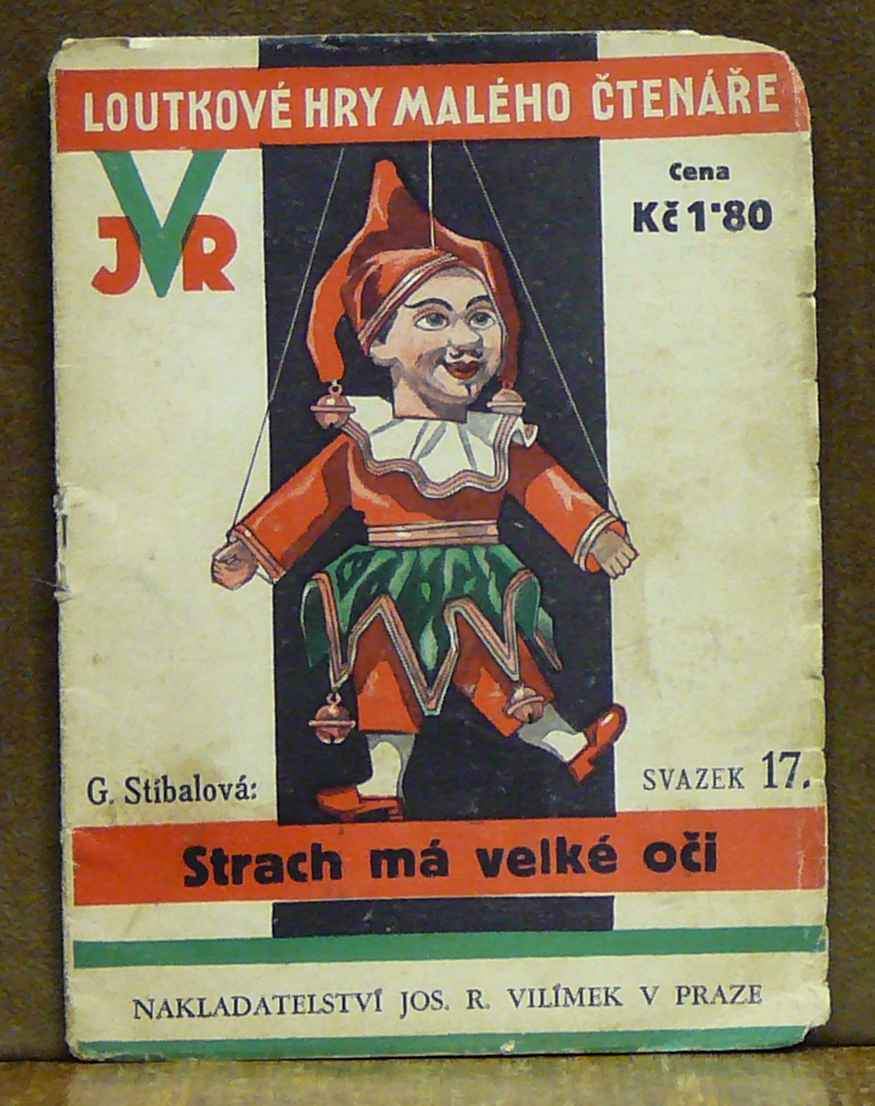 LOUTKOVÉ HRY MALÉHO ČTENÁŘE
JVR
Cena
Kč 1·80
G. Stibalová:
SVAZEK 17.
Strach má velké oči
NAKLADATELSTVÍ JOS. R. VILÍMEK V PRAZE